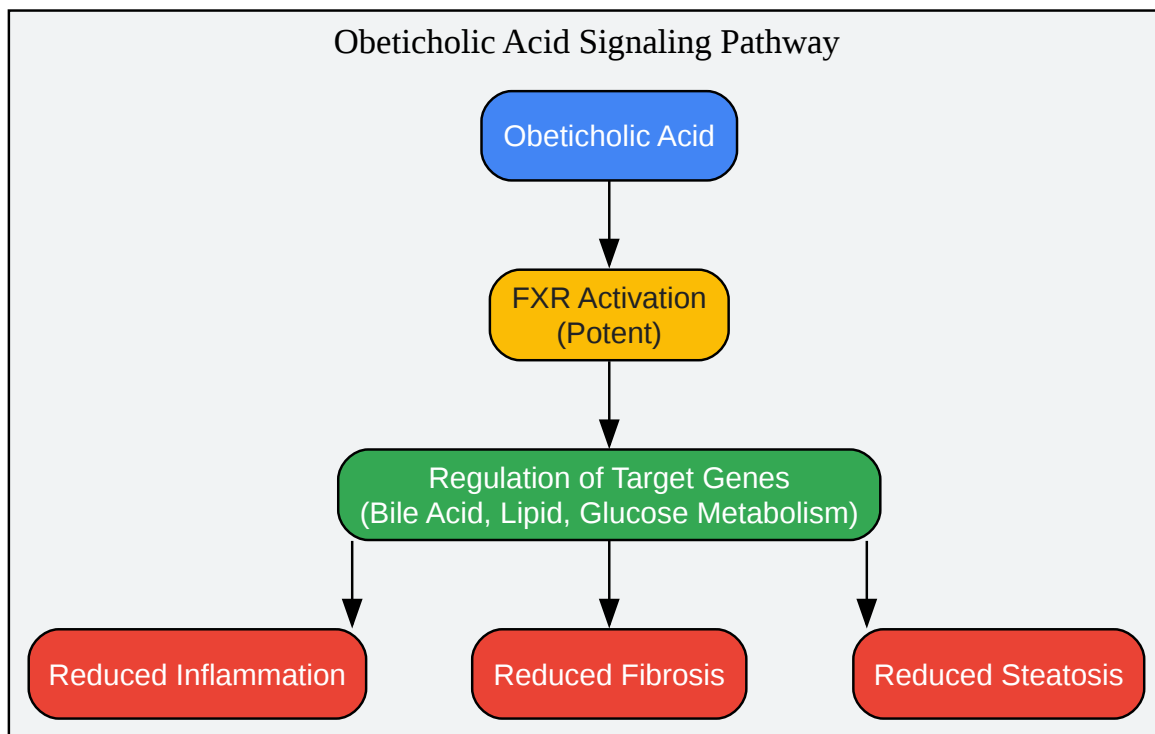 Obeticholic Acid Signaling Pathway
Obeticholic Acid
FXR Activation
(Potent)
Regulation of Target Genes
(Bile Acid, Lipid, Glucose Metabolism)
Reduced Inflammation
Reduced Fibrosis
Reduced Steatosis